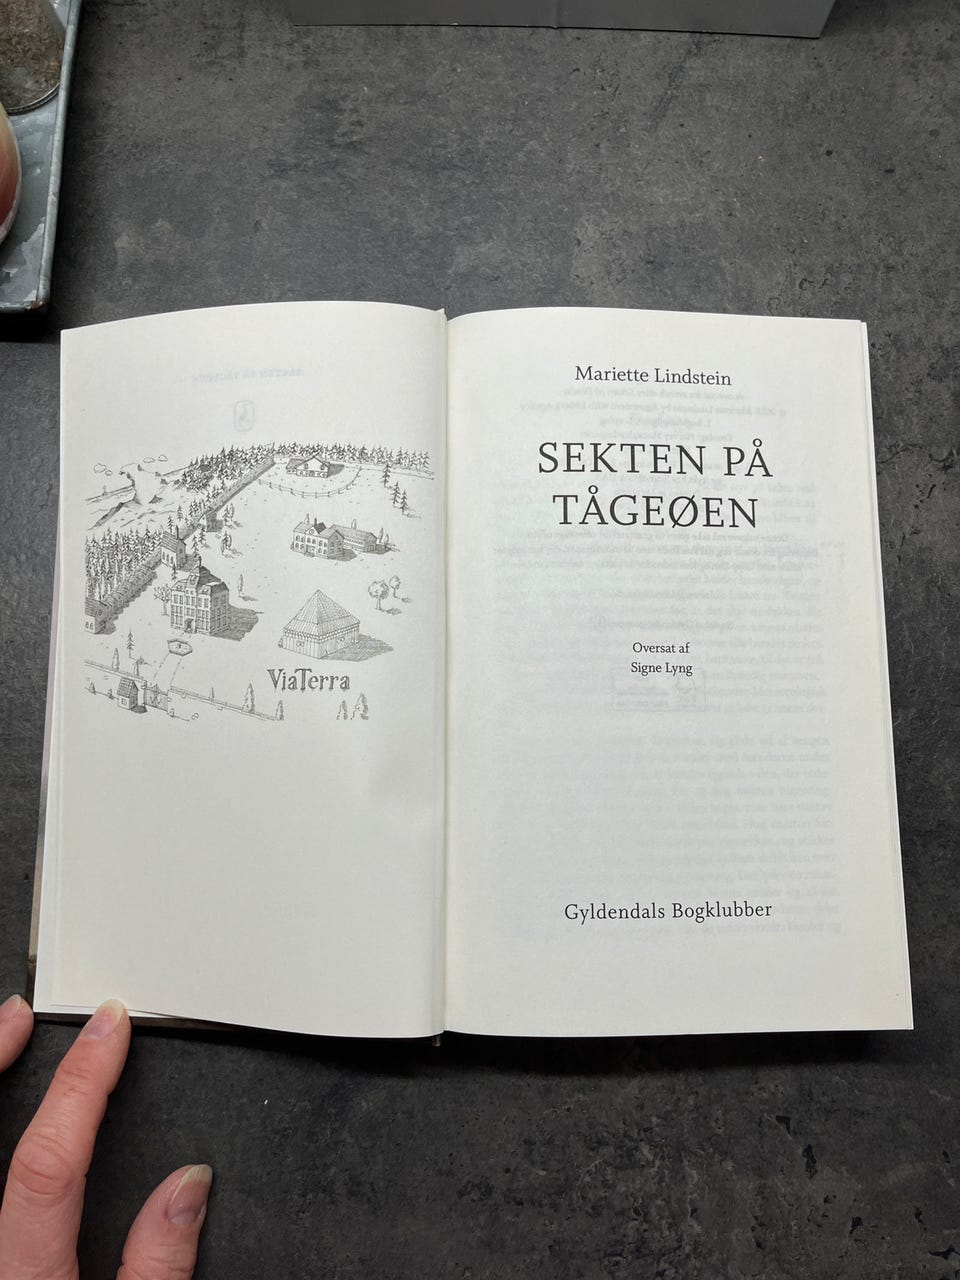 ViaTerra
Mariette Lindstein
SEKTEN PÅ
TÅGEØEN
Oversat af
Signe Lyng
Gyldendals Bogklubber